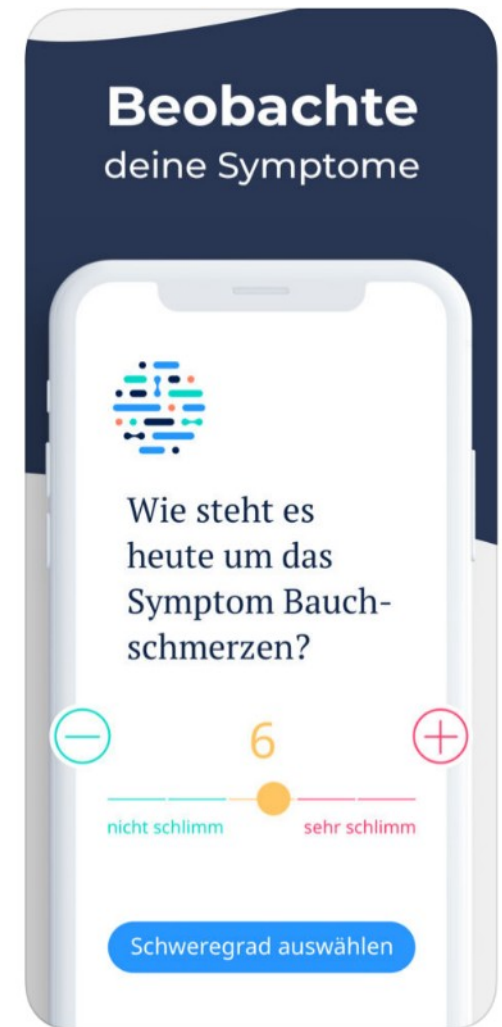 Beobachte
deine Symptome
Wie steht es
heute um das
Symptom Bauch-
schmerzen?
6
nicht schlimm sehr schlimm
Schweregrad auswählen